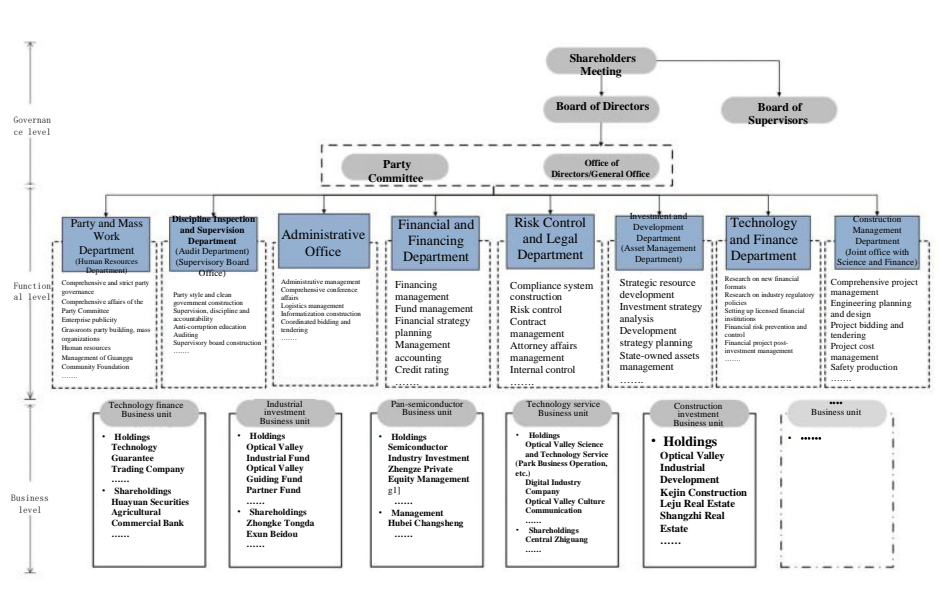 Shareholders
Meeting
Board of Directors
Board of
Supervisors
Governan
ce level
Party
Committee
Office of
Directors/General Office
Party and Mass
Work
Department
(Human Resources
Department)
Discipline Inspection
and Supervision
Department
(Audit Department)
(Supervisory Board
Office)
Administrative
Office
Financial and
Financing
Department
Risk Control
and Legal
Department
Investment and
Development
Department
(Asset Management
Department)
Technology
and Finance
Department
Construction
Management
Department
(Joint office with
Science and Finance)
Function
al level
Comprehensive and strict party
governance
Comprehensive affairs of the
Party Committee
Enterprise publicity
Grassroots party building, mass
organizations
Human resources
Management of Guanggu
Community Foundation
.......
Party style and clean
government construction
Supervision, discipline and
accountability
Anti-corruption education
Auditing
Supervisory board construction
.......
Administrative management
Comprehensive conference
affairs
Logistics management
Informatization construction
Coordinated bidding and
tendering
.......
Financing
management
Fund management
Financial strategy
planning
Management
accounting
Credit rating
.......
Compliance system
construction
Risk control
Contract
management
Attorney affairs
management
Internal control
.......
Strategic resource
development
Investment strategy
analysis
Development
strategy planning
State-owned assets
management
.......
Research on new financial
formats
Research on industry regulatory
policies
Setting up licensed financial
institutions
Financial risk prevention and
control
Financial project post-
investment management
.......
Comprehensive project
management
Engineering planning
and design
Project bidding and
tendering
Project cost
management
Safety production
.......
Business
level
Technology finance
Business unit
• Holdings
Technology
Guarantee
Trading Company
......
• Shareholdings
Huayuan Securities
Agricultural
Commercial Bank
......
Industrial
investment
Business unit
• Holdings
Optical Valley
Industrial Fund
Optical Valley
Guiding Fund
Partner Fund
......
• Shareholdings
Zhongke Tongda
Exun Beidou
......
Pan-semiconductor
Business unit
• Holdings
Semiconductor
Industry Investment
Zhengze Private
Equity Management
g1]
......
• Management
Hubei Changsheng
......
Technology service
Business unit
• Holdings
Optical Valley Science
and Technology Service
(Park Business Operation,
etc.)
Digital Industry
Company
Optical Valley Culture
Communication
......
• Shareholdings
Central Zhiguang
......
Construction
investment
Business unit
• Holdings
Optical Valley
Industrial
Development
Kejin Construction
Leju Real Estate
Shangzhi Real
Estate
......
••••
Business unit
• ••••••